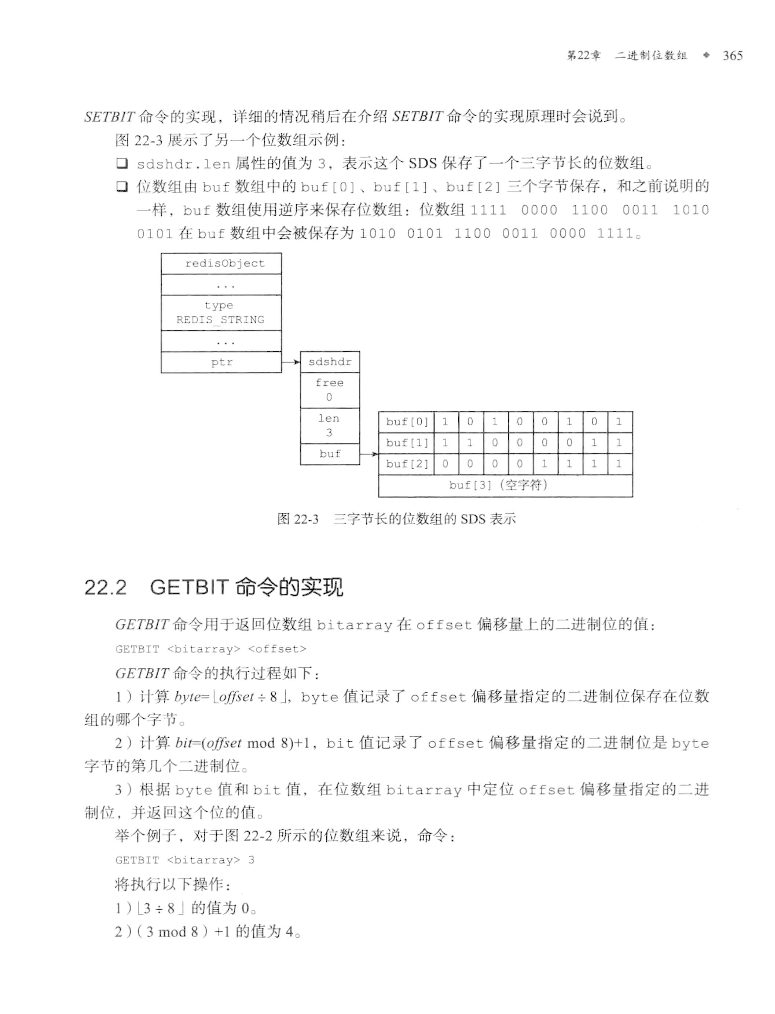 第22章 二进制位数组 ◆ 365
SETBIT 命令的实现，详细的情况稍后在介绍 SETBIT 命令的实现原理时会说到。
图 22-3 展示了另一个位数组示例：
❑ sdshdr.len 属性的值为 3，表示这个 SDS 保存了一个三字节长的位数组。
❑ 位数组由 buf 数组中的 buf[0]、buf[1]、buf[2] 三个字节保存，和之前说明的
一样，buf 数组使用逆序来保存位数组：位数组 1111 0000 1100 0011 1010
0101 在 buf 数组中会被保存为 1010 0101 1100 0011 0000 1111。
redisObject
...
type
REDIS_STRING
...
ptr
sdshdr
free
0
len
3
buf
buf[0] 1 0 1 0 0 1 0 1
buf[1] 1 1 0 0 0 0 1 1
buf[2] 0 0 0 0 1 1 1 1
buf[3]（空字符）
图 22-3 三字节长的位数组的 SDS 表示
22.2 GETBIT 命令的实现
GETBIT 命令用于返回位数组 bitarray 在 offset 偏移量上的二进制位的值：
GETBIT <bitarray> <offset>
GETBIT 命令的执行过程如下：
1）计算 byte=⌊offset÷8⌋，byte 值记录了 offset 偏移量指定的二进制位保存在位数
组的哪个字节。
2）计算 bit=(offset mod 8)+1，bit 值记录了 offset 偏移量指定的二进制位是 byte
字节的第几个二进制位。
3）根据 byte 值和 bit 值，在位数组 bitarray 中定位 offset 偏移量指定的二进
制位，并返回这个位的值。
举个例子，对于图 22-2 所示的位数组来说，命令：
GETBIT <bitarray> 3
将执行以下操作：
1）⌊3÷8⌋ 的值为 0。
2）（3 mod 8）+1 的值为 4。